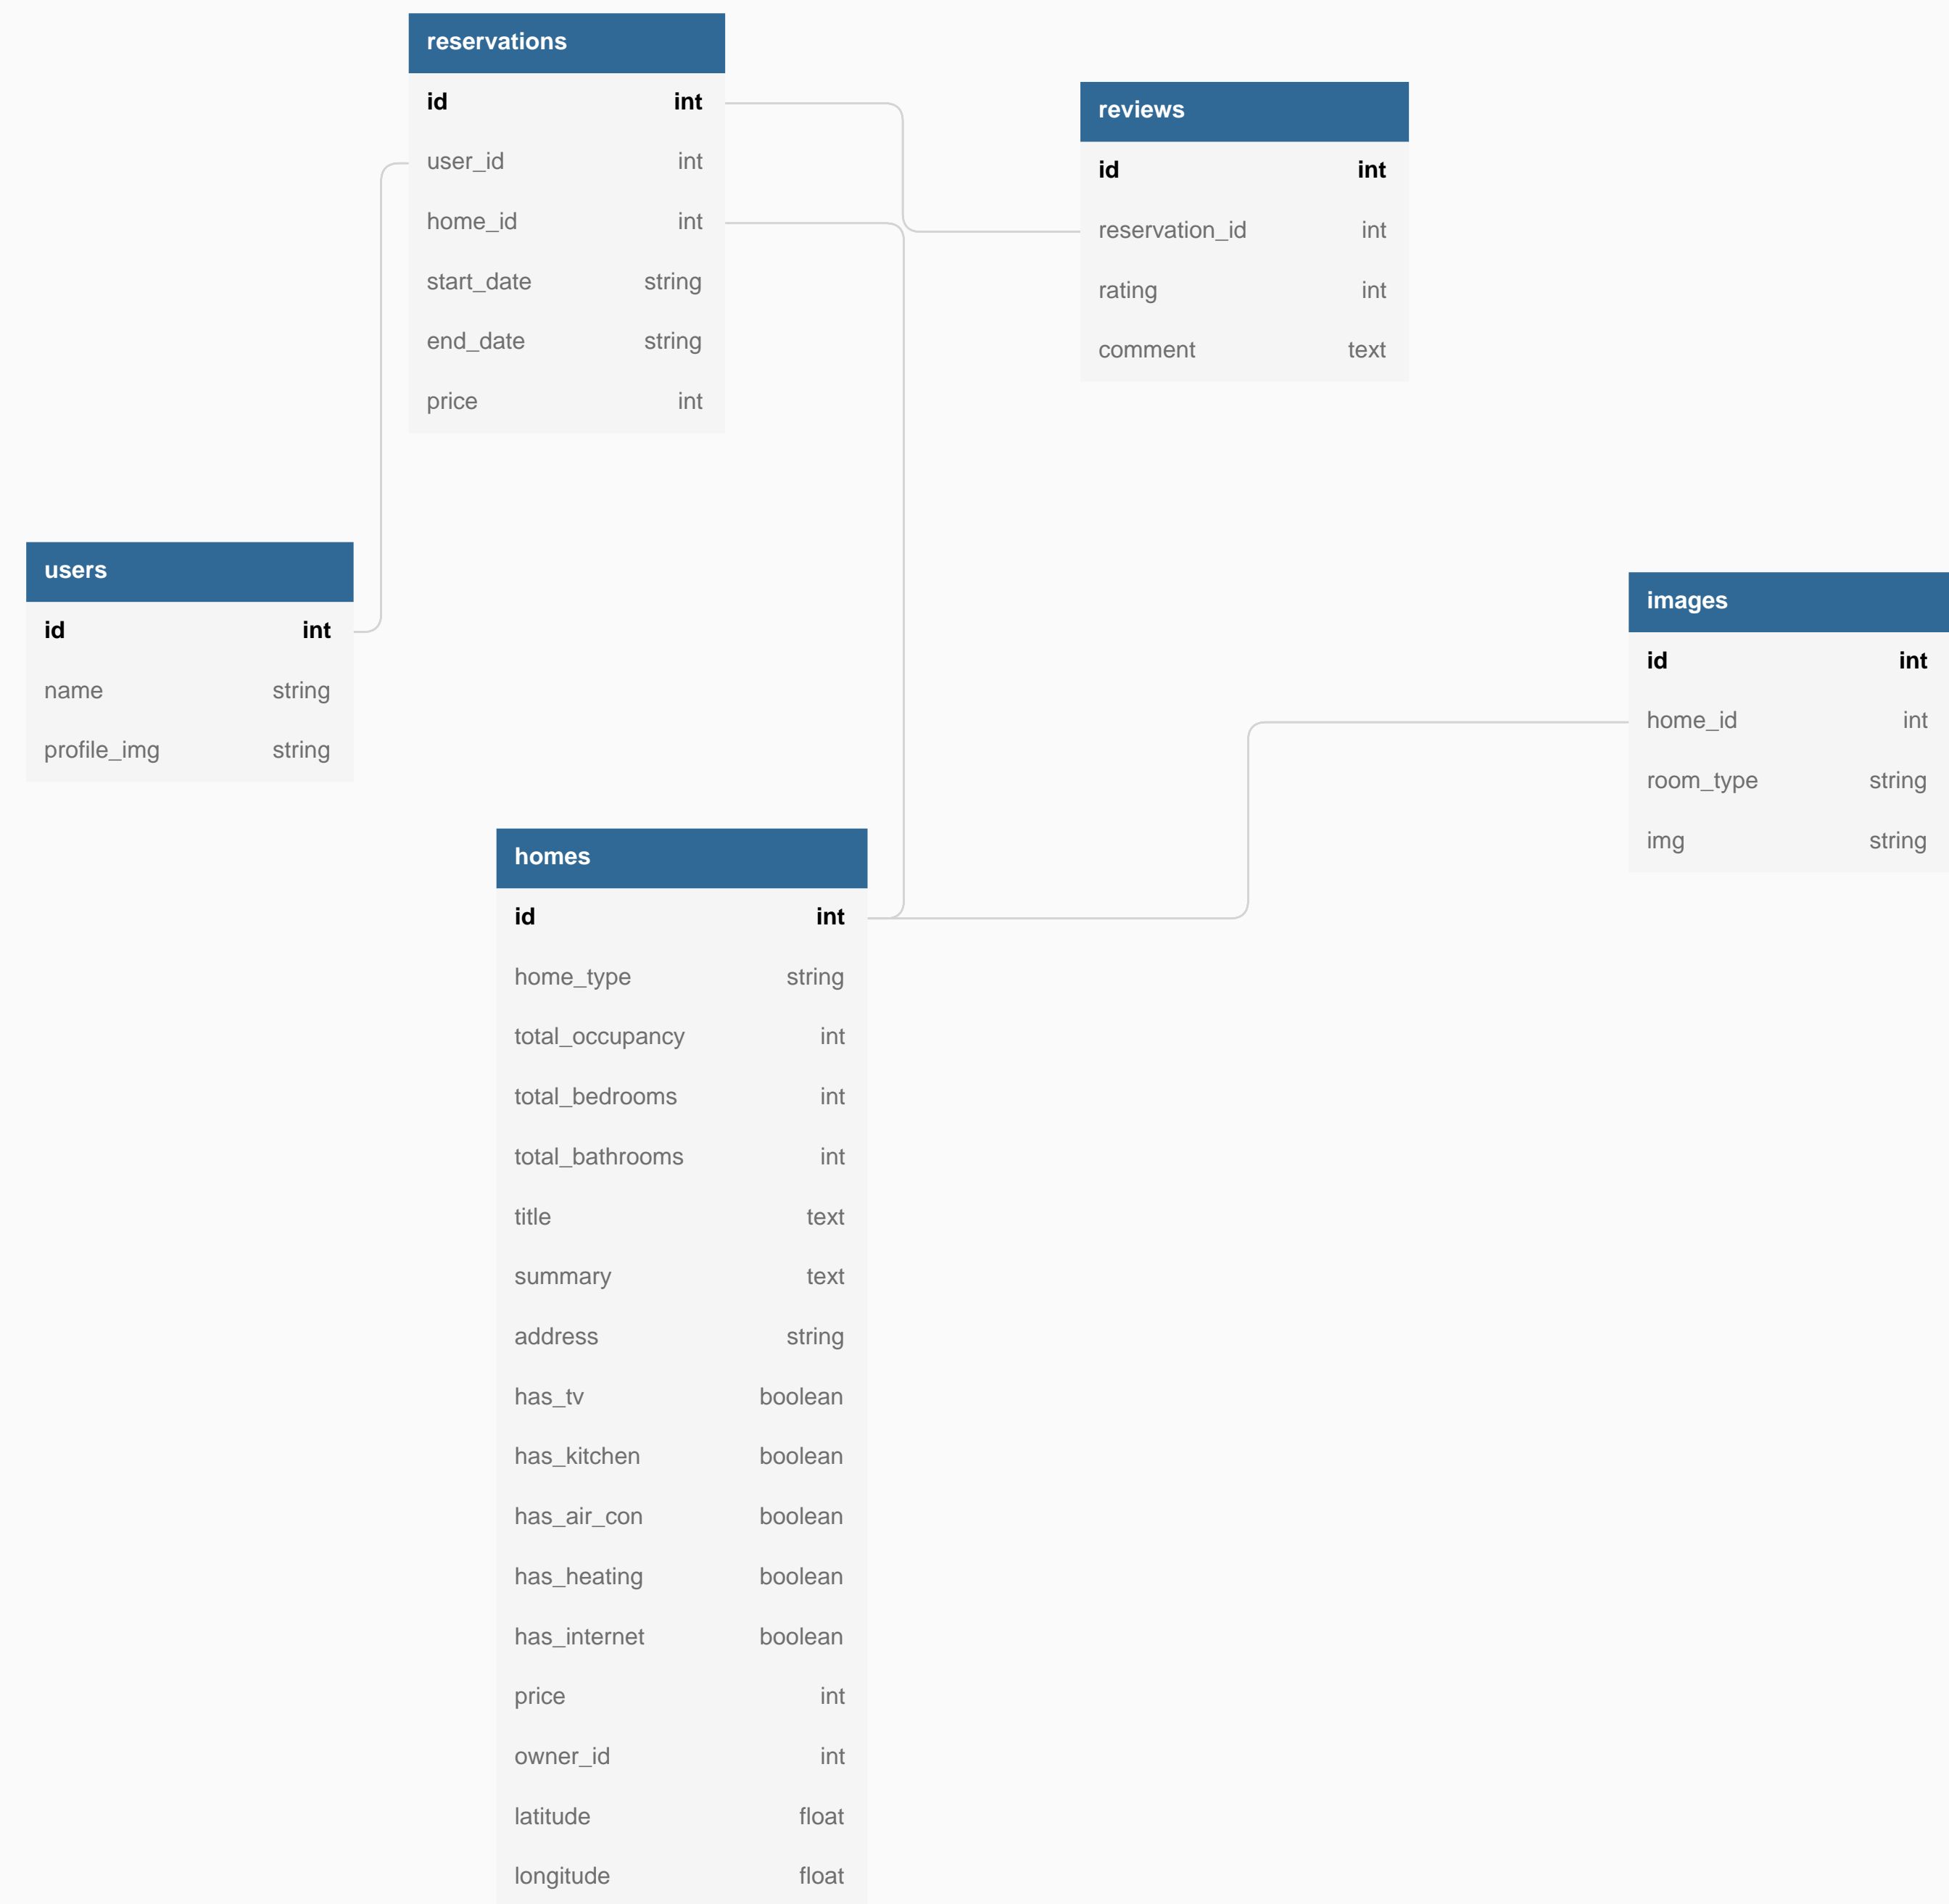 reservations
id int
user_id int
home_id int
start_date string
end_date string
price int
reviews
id int
reservation_id int
rating int
comment text
users
id int
name string
profile_img string
images
id int
home_id int
room_type string
img string
homes
id int
home_type string
total_occupancy int
total_bedrooms int
total_bathrooms int
title text
summary text
address string
has_tv boolean
has_kitchen boolean
has_air_con boolean
has_heating boolean
has_internet boolean
price int
owner_id int
latitude float
longitude float